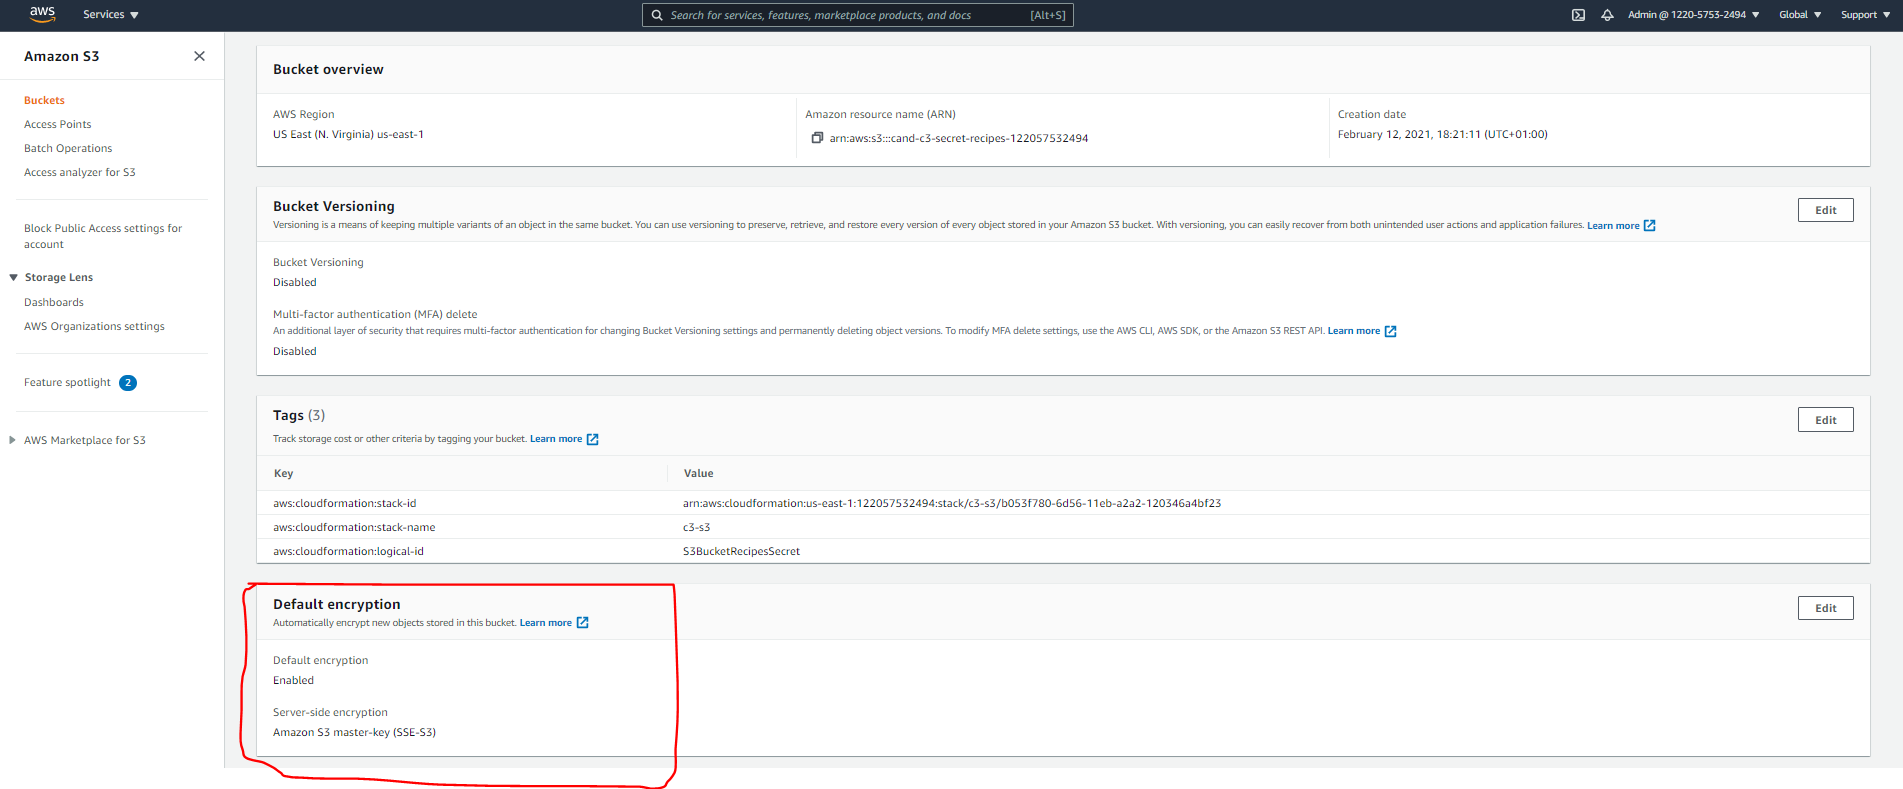 aws
Services
Search for services, features, marketplace products, and docs [Alt+S]
Admin @ 1220-5753-2494
Global
Support
Amazon S3
Buckets
Access Points
Batch Operations
Access analyzer for S3
Block Public Access settings for
account
Storage Lens
Dashboards
AWS Organizations settings
Feature spotlight 2
AWS Marketplace for S3
Bucket overview
AWS Region
US East (N. Virginia) us-east-1
Amazon resource name (ARN)
arn:aws:s3:::cand-c3-secret-recipes-122057532494
Creation date
February 12, 2021, 18:21:11 (UTC+01:00)
Bucket Versioning
Edit
Versioning is a means of keeping multiple variants of an object in the same bucket. You can use versioning to preserve, retrieve, and restore every version of every object stored in your Amazon S3 bucket. With versioning, you can easily recover from both unintended user actions and application failures. Learn more
Bucket Versioning
Disabled
Multi-factor authentication (MFA) delete
An additional layer of security that requires multi-factor authentication for changing Bucket Versioning settings and permanently deleting object versions. To modify MFA delete settings, use the AWS CLI, AWS SDK, or the Amazon S3 REST API. Learn more
Disabled
Tags (3)
Edit
Track storage cost or other criteria by tagging your bucket. Learn more
Key Value
aws:cloudformation:stack-id arn:aws:cloudformation:us-east-1:122057532494:stack/c3-s3/b053f780-6d56-11eb-a2a2-120346a4bf23
aws:cloudformation:stack-name c3-s3
aws:cloudformation:logical-id S3BucketRecipesSecret
Default encryption
Edit
Automatically encrypt new objects stored in this bucket. Learn more
Default encryption
Enabled
Server-side encryption
Amazon S3 master-key (SSE-S3)